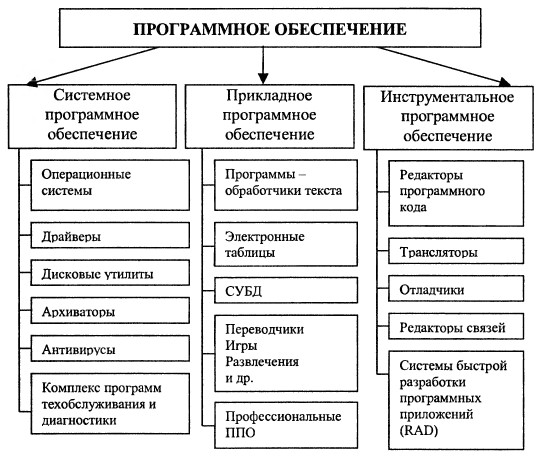 ПРОГРАММНОЕ ОБЕСПЕЧЕНИЕ
Системное
программное
обеспечение
Операционные
системы
Драйверы
Дисковые утилиты
Архиваторы
Антивирусы
Комплекс программ
техобслуживания и
диагностики
Прикладное
программное
обеспечение
Программы –
обработчики текста
Электронные
таблицы
СУБД
Переводчики
Игры
Развлечения
и др.
Профессиональные
ППО
Инструментальное
программное
обеспечение
Редакторы
программного
кода
Трансляторы
Отладчики
Редакторы связей
Системы быстрой
разработки
программных
приложений
(RAD)